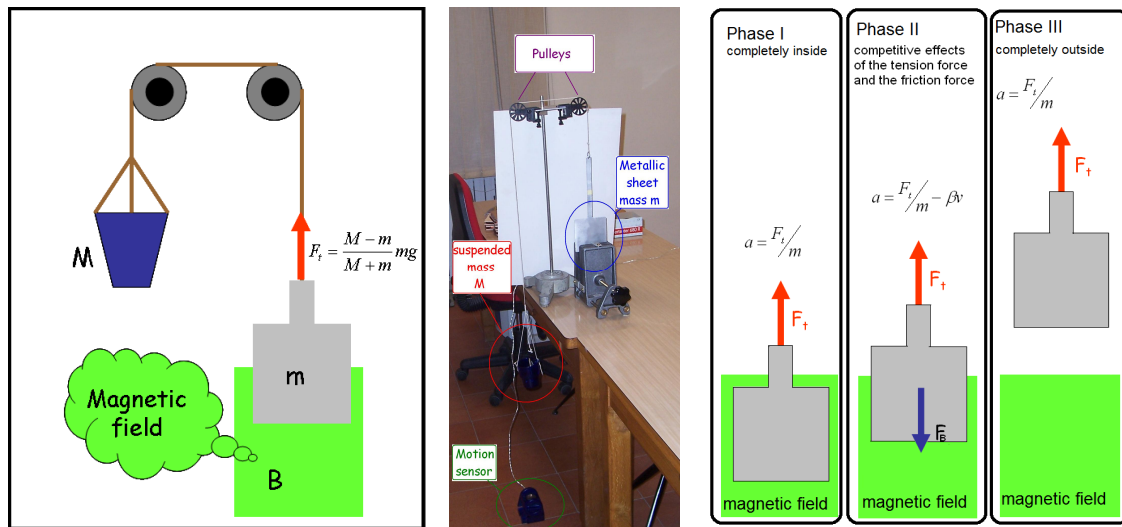 M
F_t = \frac{M-m}{M+m} mg
m
Magnetic
field
B
Pulleys
Metallic
sheet
mass m
suspended
mass
M
Motion
sensor
Phase I
completely inside
a = F_t/m
F_t
magnetic field
Phase II
competitive effects
of the tension force
and the friction force
a = F_t/m - βv
F_t
F_B
magnetic field
Phase III
completely outside
a = F_t/m
F_t
magnetic field